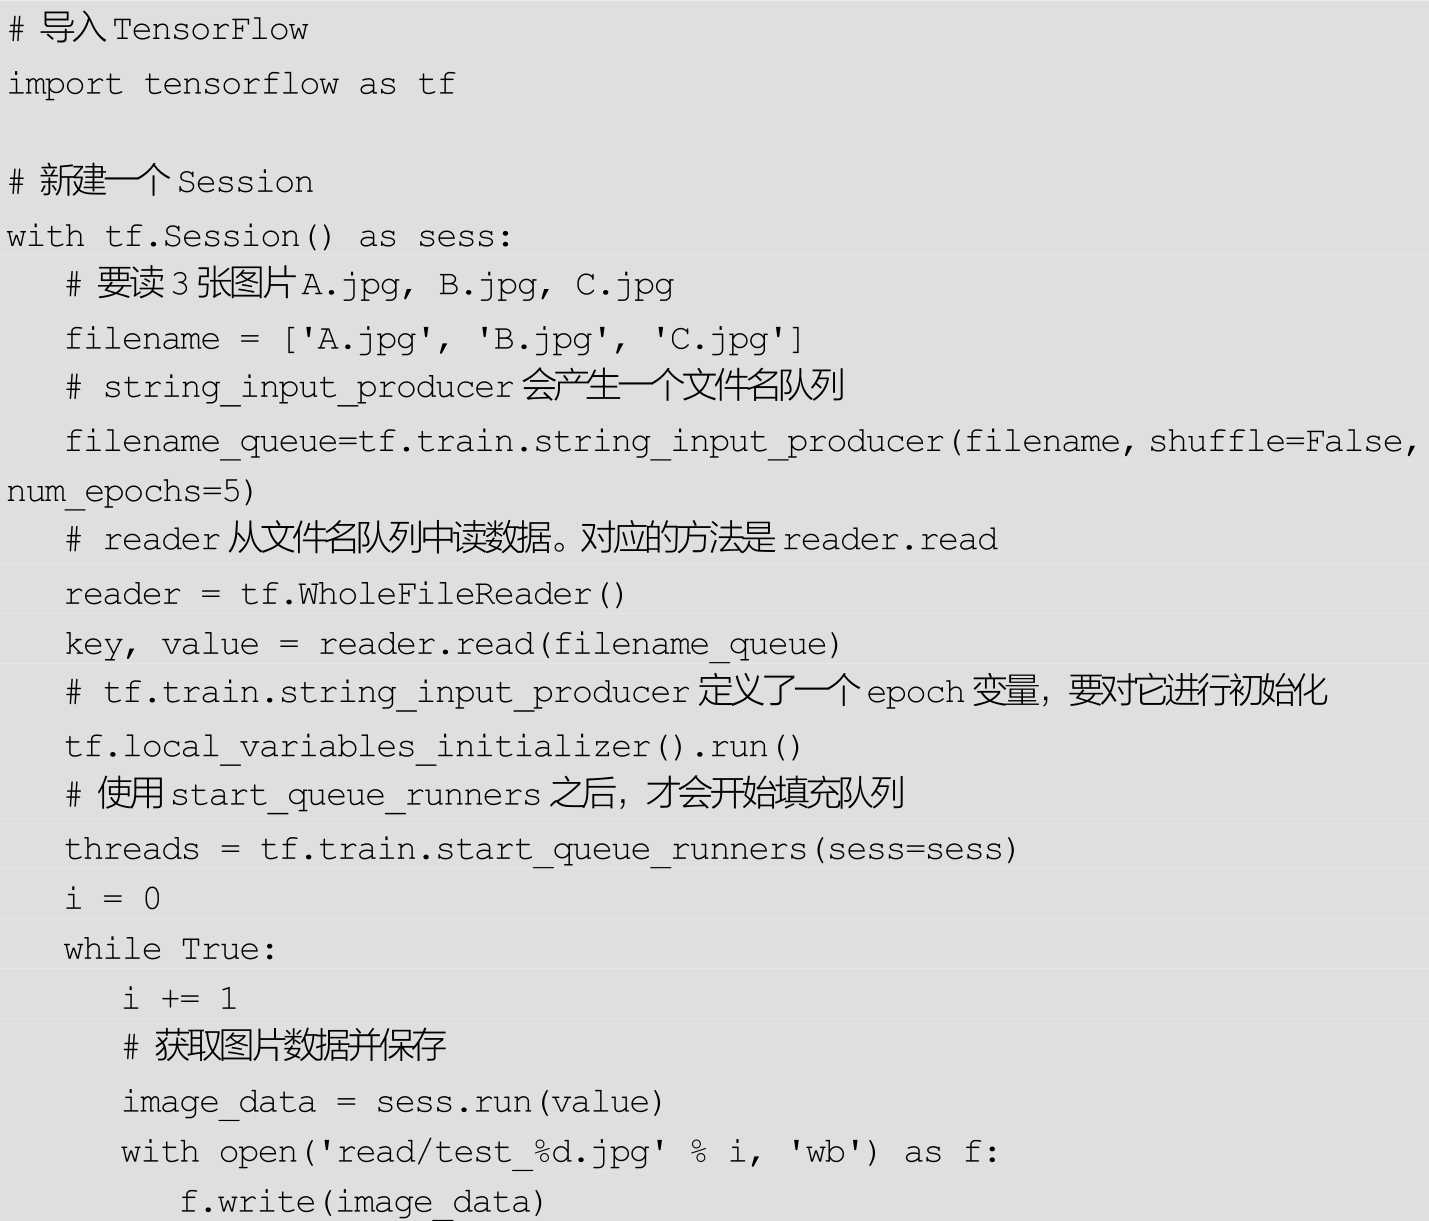 # 导入 TensorFlow
import tensorflow as tf
# 新建一个 Session
with tf.Session() as sess:
# 要读 3 张图片 A.jpg, B.jpg, C.jpg
filename = ['A.jpg', 'B.jpg', 'C.jpg']
# string_input_producer 会产生一个文件名队列
filename_queue=tf.train.string_input_producer(filename, shuffle=False,
num_epochs=5)
# reader 从文件名队列中读数据。对应的方法是 reader.read
reader = tf.WholeFileReader()
key, value = reader.read(filename_queue)
# tf.train.string_input_producer 定义了一个 epoch 变量，要对它进行初始化
tf.local_variables_initializer().run()
# 使用 start_queue_runners 之后，才会开始填充队列
threads = tf.train.start_queue_runners(sess=sess)
i = 0
while True:
i += 1
# 获取图片数据并保存
image_data = sess.run(value)
with open('read/test_%d.jpg' % i, 'wb') as f:
f.write(image_data)